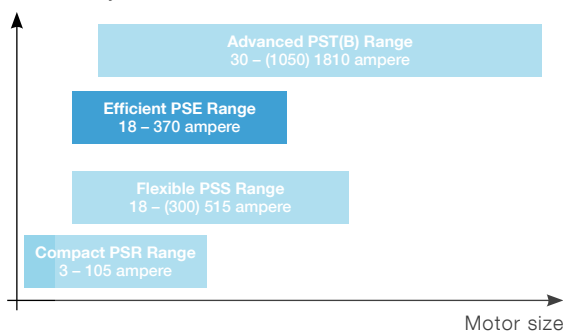 Advanced PST(B) Range
30 – (1050) 1810 ampere
Efficient PSE Range
18 – 370 ampere
Flexible PSS Range
18 – (300) 515 ampere
Compact PSR Range
3 – 105 ampere
Motor size